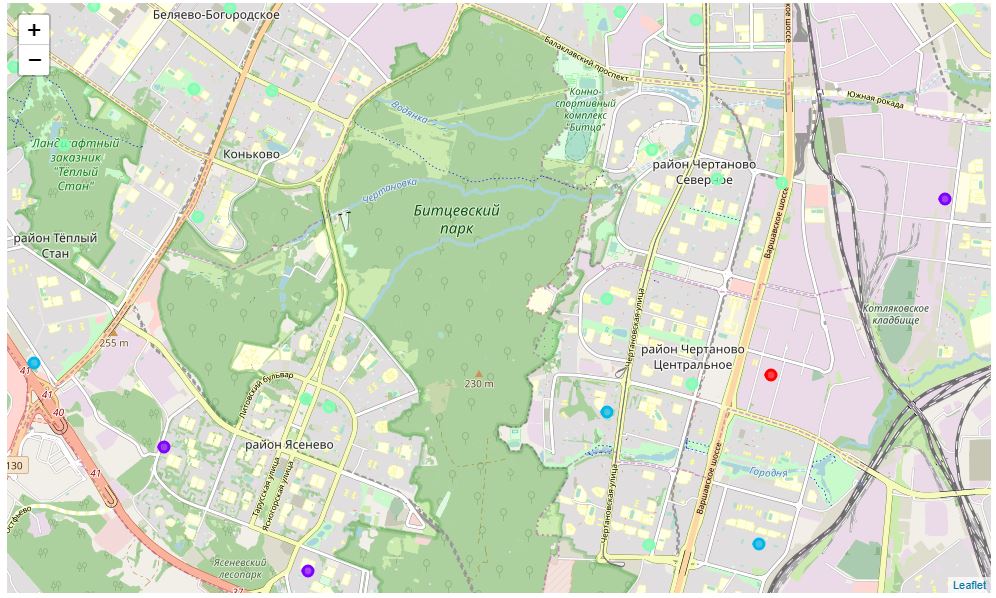 Беляево-Богородское
+
−
Балаклавский проспект
Южная рокада
Водянка
Конно-
спортивный
комплекс
"Битца"
Ландшафтный
заказник
"Тёплый
Стан"
Коньково
Чертановка
район Чертаново
Северное
Битцевский
парк
Варшавское шоссе
район Тёплый
Стан
Котляковское
кладбище
Чертановская улица
255 m
район Чертаново
Центральное
41
230 m
Литовский бульвар
41
40
район Ясенево
130
41
Городня
Тарусская улица
Ясногорская улица
Варшавское шоссе
Чертановская улица
Ясеневский
лесопарк
37
Leaflet